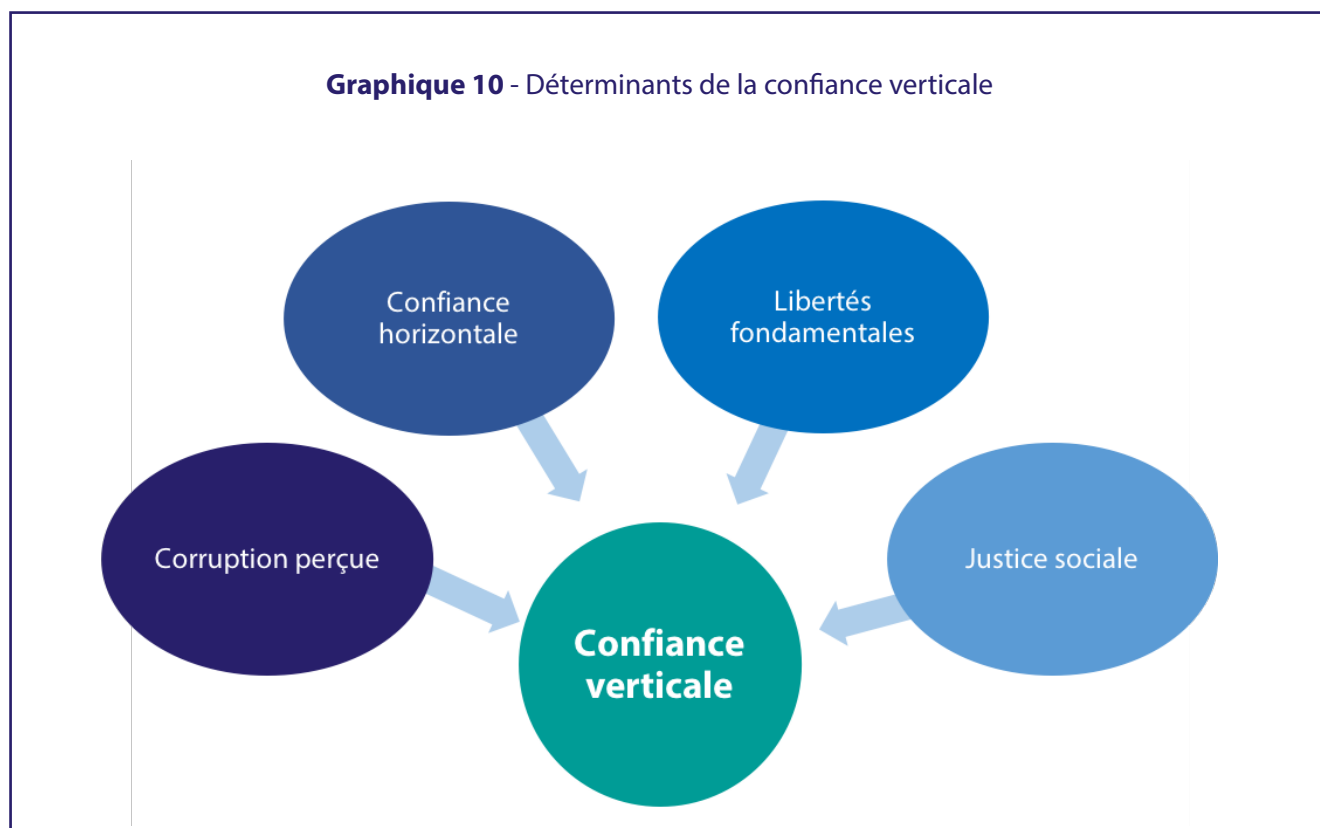 Graphique 10 - Déterminants de la confiance verticale
Confiance
horizontale
Libertés
fondamentales
Corruption perçue
Justice sociale
Confiance
verticale